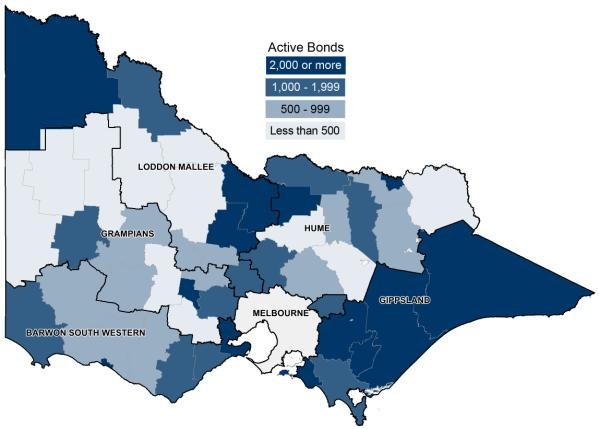 Active Bonds
2,000 or more
1,000 - 1,999
500 - 999
Less than 500
LODDON MALLEE
GRAMPIANS
HUME
GIPPSLAND
MELBOURNE
BARWON SOUTH WESTERN